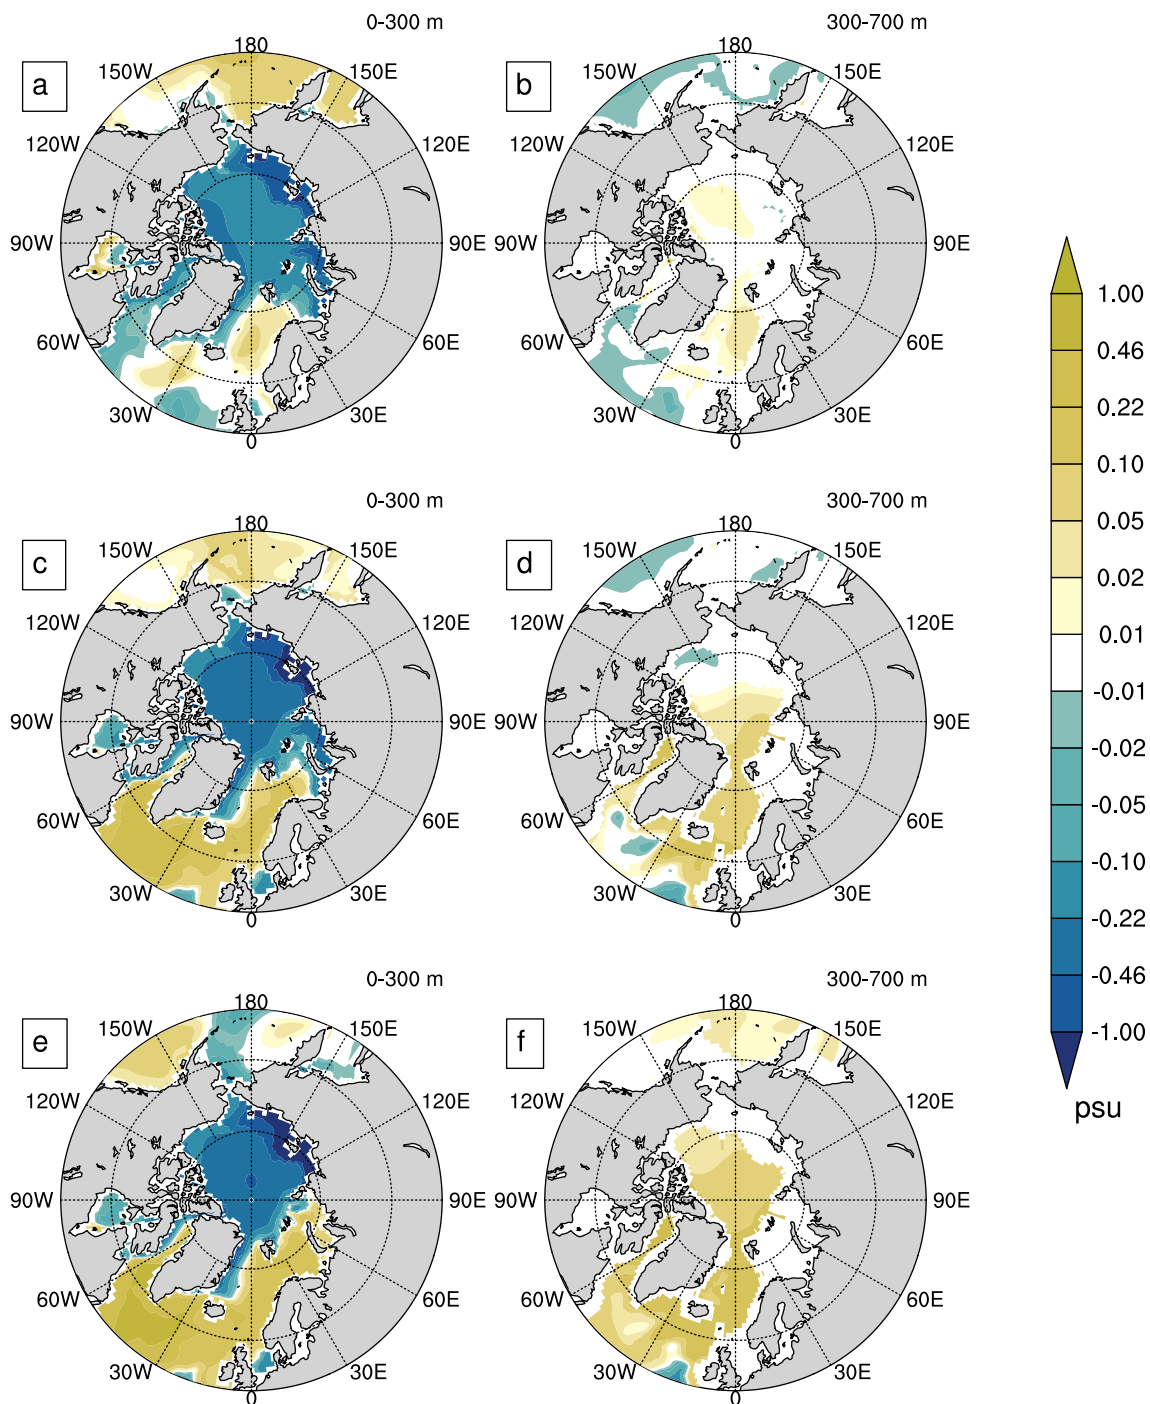 0-300 m
300-700 m
a
180
150W
150E
120W
120E
90W
90E
60W
60E
30W
30E
0
b
180
150W
150E
120W
120E
90W
90E
60W
60E
30W
30E
0
0-300 m
300-700 m
c
180
150W
150E
120W
120E
90W
90E
60W
60E
30W
30E
0
d
180
150W
150E
120W
120E
90W
90E
60W
60E
30W
30E
0
0-300 m
300-700 m
e
180
150W
150E
120W
120E
90W
90E
60W
60E
30W
30E
0
f
180
150W
150E
120W
120E
90W
90E
60W
60E
30W
30E
0
1.00
0.46
0.22
0.10
0.05
0.02
0.01
-0.01
-0.02
-0.05
-0.10
-0.22
-0.46
-1.00
psu